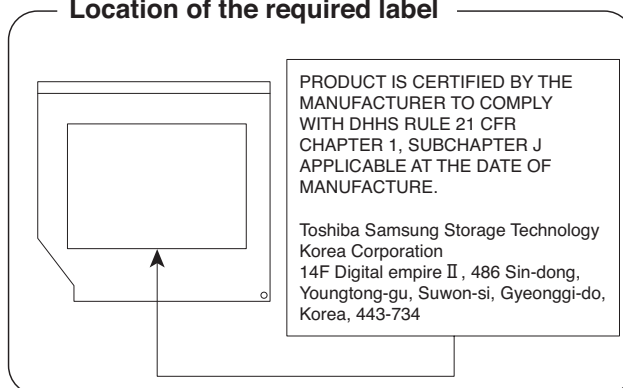 Location of the required label
PRODUCT IS CERTIFIED BY THE
MANUFACTURER TO COMPLY
WITH DHHS RULE 21 CFR
CHAPTER 1, SUBCHAPTER J
APPLICABLE AT THE DATE OF
MANUFACTURE.
Toshiba Samsung Storage Technology
Korea Corporation
14F Digital empire Ⅱ, 486 Sin-dong,
Youngtong-gu, Suwon-si, Gyeonggi-do,
Korea, 443-734